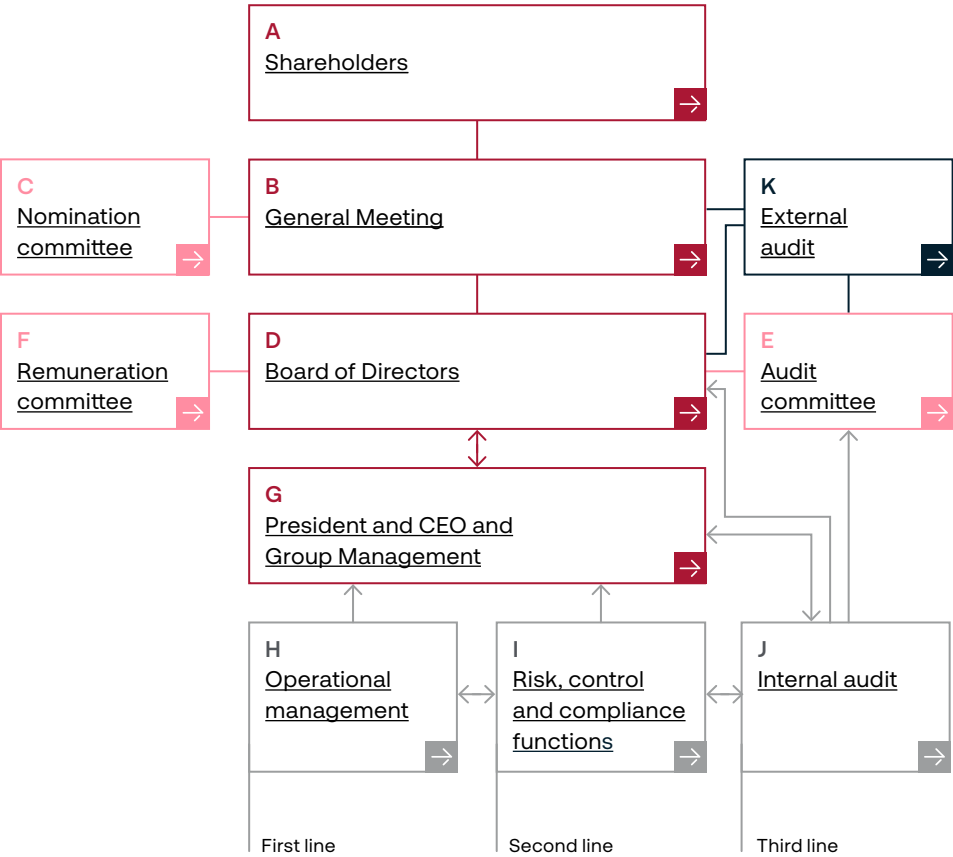 A
Shareholders
C
Nomination
committee
B
General Meeting
K
External
audit
F
Remuneration
committee
D
Board of Directors
E
Audit
committee
G
President and CEO and
Group Management
H
Operational
management
I
Risk, control
and compliance
functions
J
Internal audit
First line
Second line
Third line